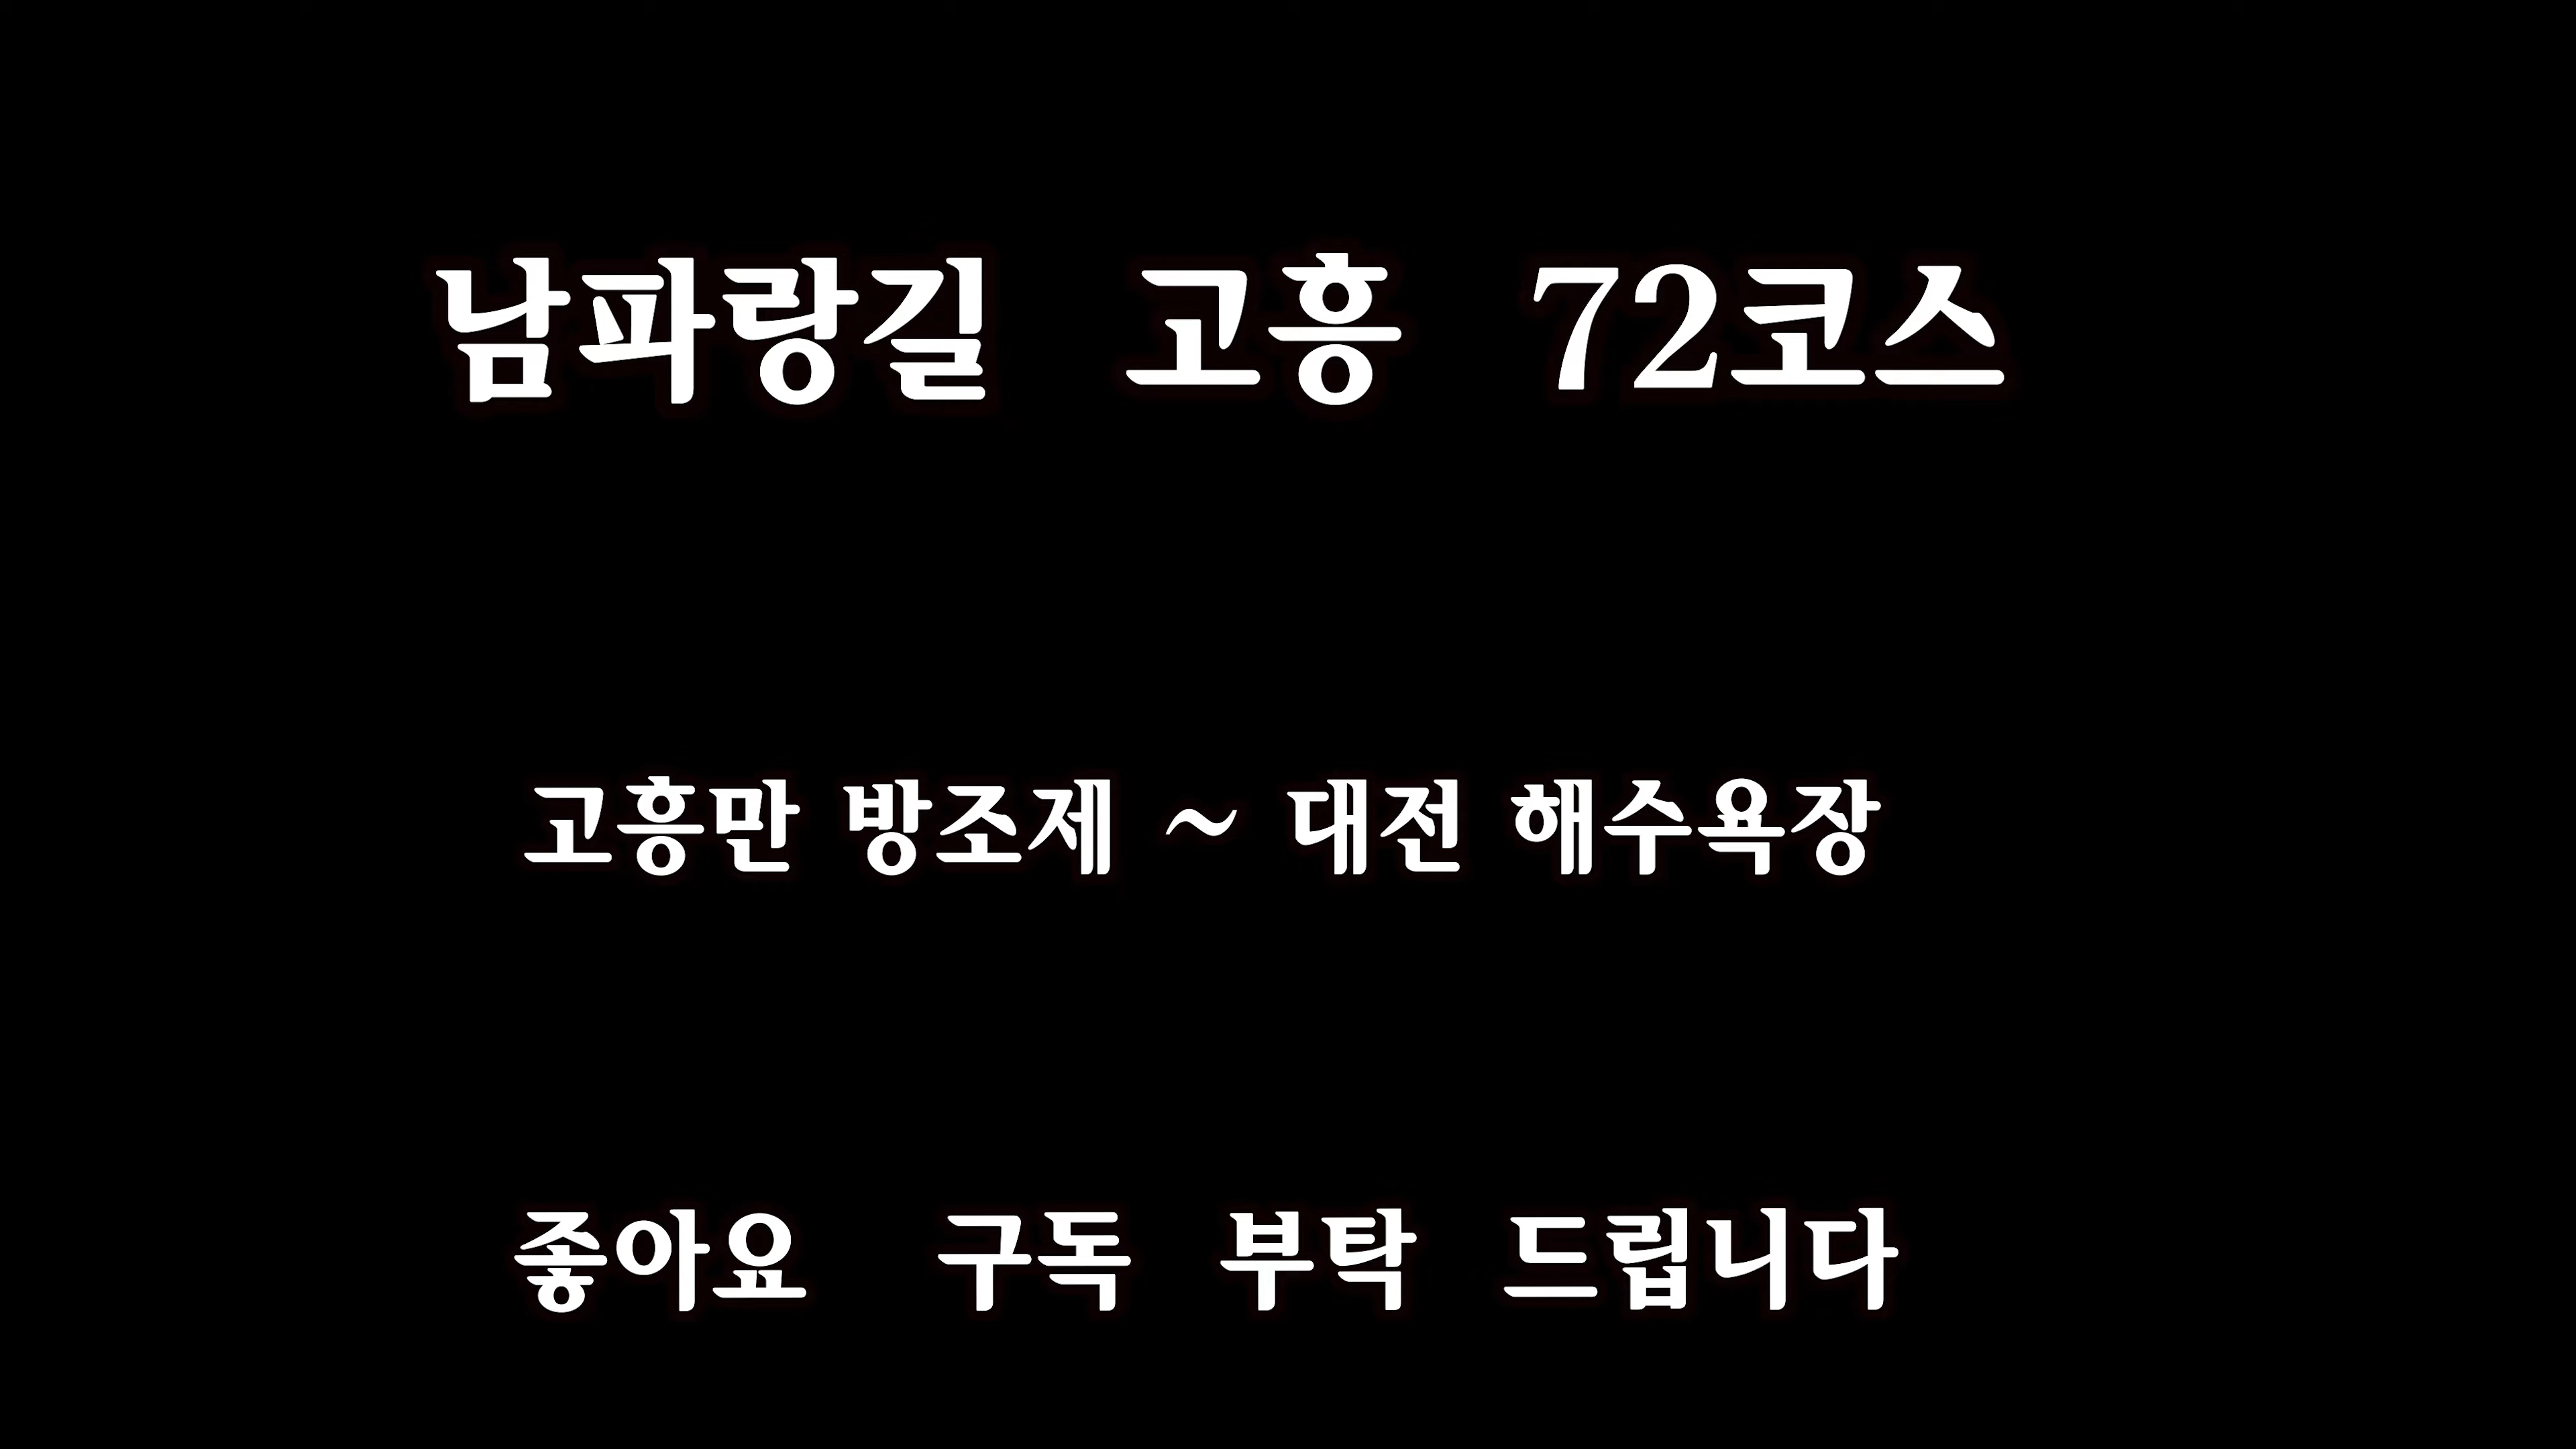 남파랑길 고흥 72코스
고흥만 방조제 ~ 대전 해수욕장
좋아요 구독 부탁 드립니다